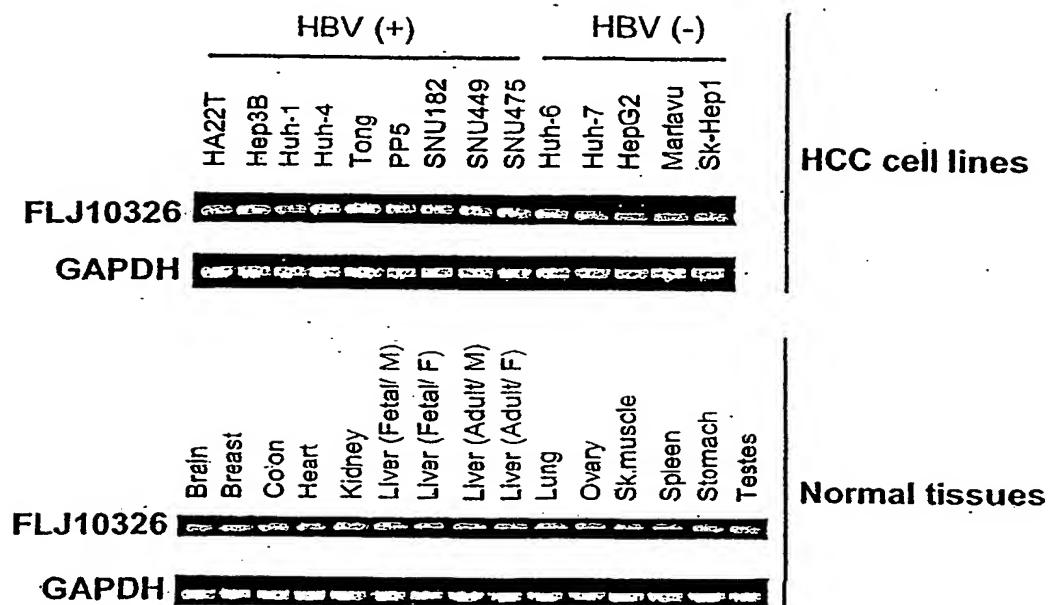 HBV (+) HBV (-)
HA22T Hep3B Huh-1 Huh-4 Tong PP5 SNU182 SNU449 SNU475 Huh-6 Huh-7 HepG2 Marlavu Sk-Hep1
HCC cell lines
FLJ10326
GAPDH
Brain Breast Colon Heart Kidney Liver (Fetal/ M) Liver (Fetal/ F) Liver (Adult/ M) Liver (Adult/ F) Lung Ovary Sk.muscle Spleen Stomach Testes
Normal tissues
FLJ10326
GAPDH